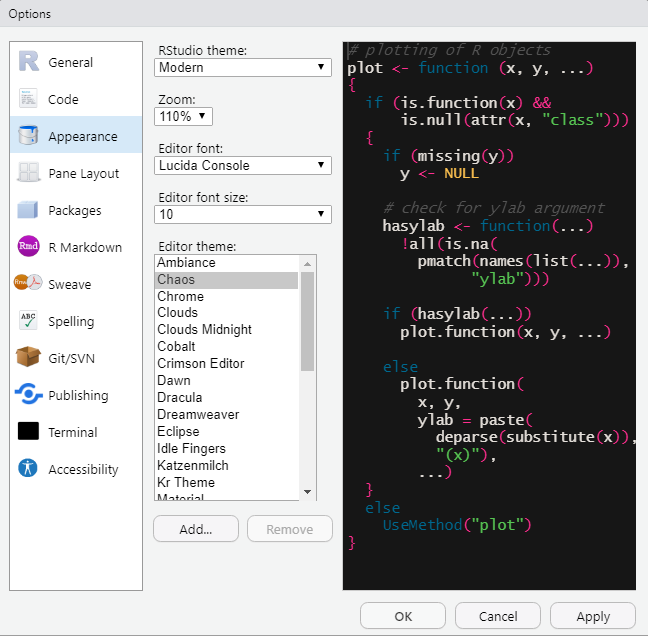 Options
General
Code
Appearance
Pane Layout
Packages
Rmd R Markdown
Rnw Sweave
ABC Spelling
Git/SVN
Publishing
Terminal
Accessibility
RStudio theme:
Modern
Zoom:
110%
Editor font:
Lucida Console
Editor font size:
10
Editor theme:
Ambiance
Chaos
Chrome
Clouds
Clouds Midnight
Cobalt
Crimson Editor
Dawn
Dracula
Dreamweaver
Eclipse
Idle Fingers
Katzenmilch
Kr Theme
Material
Add...
Remove
# plotting of R objects
plot <- function (x, y, ...)
{
  if (is.function(x) &&
      is.null(attr(x, "class")))
  {
    if (missing(y))
      y <- NULL

    # check for ylab argument
    hasylab <- function(...)
      !all(is.na(
        pmatch(names(list(...)),
              "ylab")))

    if (hasylab(...))
      plot.function(x, y, ...)

    else
      plot.function(
        x, y,
        ylab = paste(
          deparse(substitute(x)),
          "(x)"),
        ...)
  }
  else
    UseMethod("plot")
}
OK
Cancel
Apply